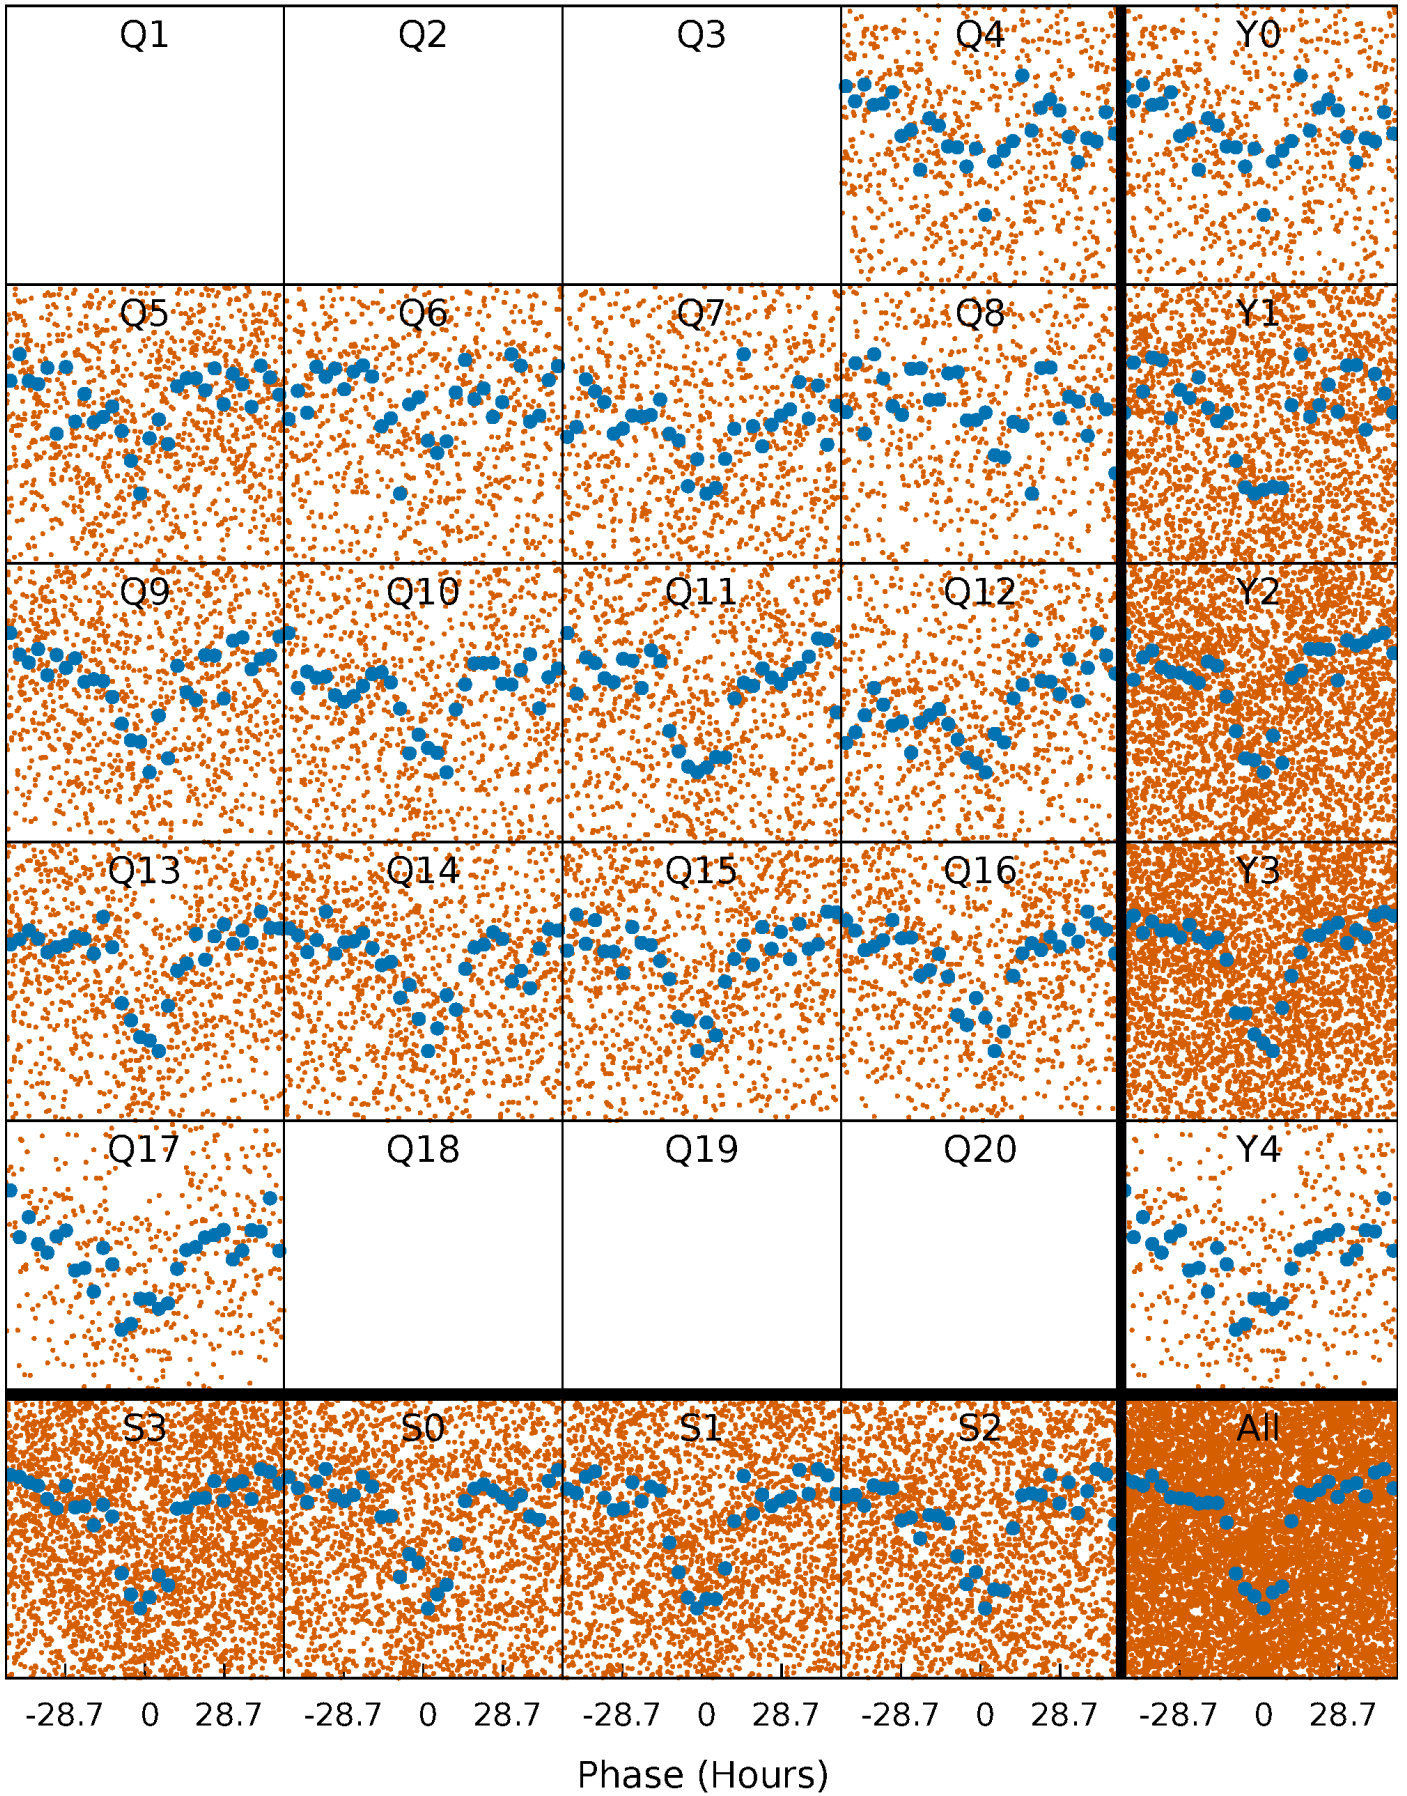 Q1 Q2 Q3 Q4 Y0
Q5 Q6 Q7 Q8 Y1
Q9 Q10 Q11 Q12 Y2
Q13 Q14 Q15 Q16 Y3
Q17 Q18 Q19 Q20 Y4
S3 S0 S1 S2 All
-28.7 0 28.7 -28.7 0 28.7 -28.7 0 28.7 -28.7 0 28.7 -28.7 0 28.7
Phase (Hours)